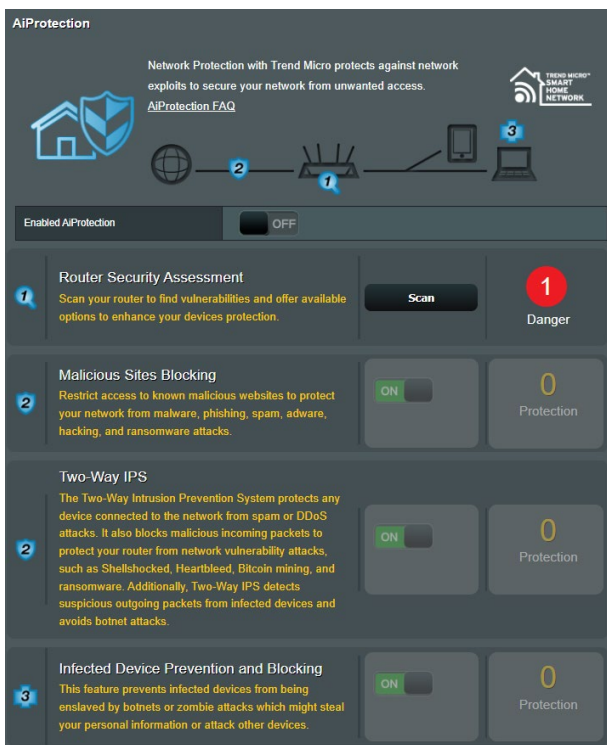 AiProtection
Network Protection with Trend Micro protects against network
exploits to secure your network from unwanted access.
AiProtection FAQ
TREND MICRO™
SMART
HOME
NETWORK
2
1
3
Enabled AiProtection
OFF
1
Router Security Assessment
Scan your router to find vulnerabilities and offer available
options to enhance your devices protection.
Scan
1
Danger
2
Malicious Sites Blocking
Restrict access to known malicious websites to protect
your network from malware, phishing, spam, adware,
hacking, and ransomware attacks.
ON
0
Protection
2
Two-Way IPS
The Two-Way Intrusion Prevention System protects any
device connected to the network from spam or DDoS
attacks. It also blocks malicious incoming packets to
protect your router from network vulnerability attacks,
such as Shellshocked, Heartbleed, Bitcoin mining, and
ransomware. Additionally, Two-Way IPS detects
suspicious outgoing packets from infected devices and
avoids botnet attacks.
ON
0
Protection
3
Infected Device Prevention and Blocking
This feature prevents infected devices from being
enslaved by botnets or zombie attacks which might steal
your personal information or attack other devices.
ON
0
Protection